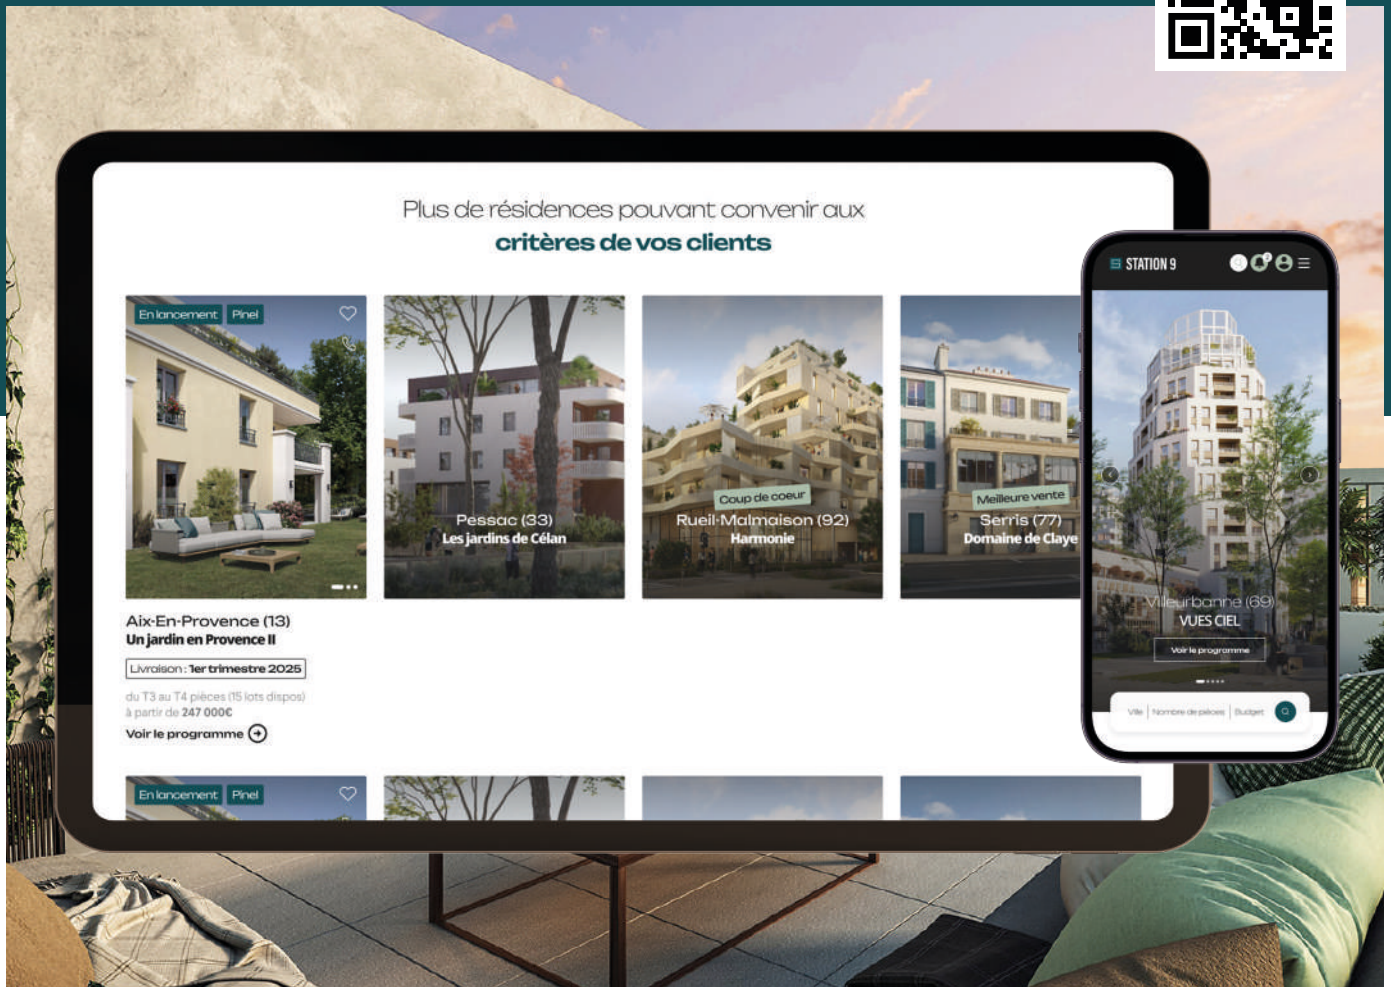 Plus de résidences pouvant convenir aux
critères de vos clients
En lancement
Pinel
Pessac (33)
Les jardins de Célan
Coup de coeur
Rueil-Malmaison (92)
Harmonie
Meilleure vente
Serris (77)
Domaine de Claye
Aix-En-Provence (13)
Un jardin en Provence II
Livraison : 1er trimestre 2025
du T3 au T4 pièces (15 lots dispos)
à partir de 247 000€
Voir le programme
En lancement
Pinel
STATION 9
Villeurbanne (69)
VUES CIEL
Voir le programme
Ville | Nombre de pièces | Budget